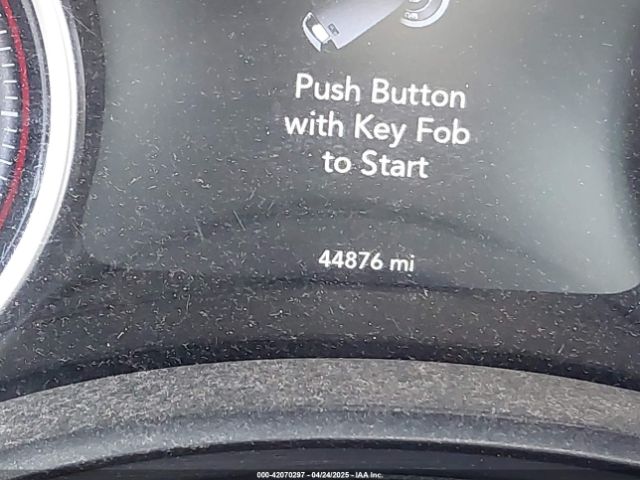 Push Button
with Key Fob
to Start
44876 mi
000-42070297 - 04/24/2025 - IAA Inc.